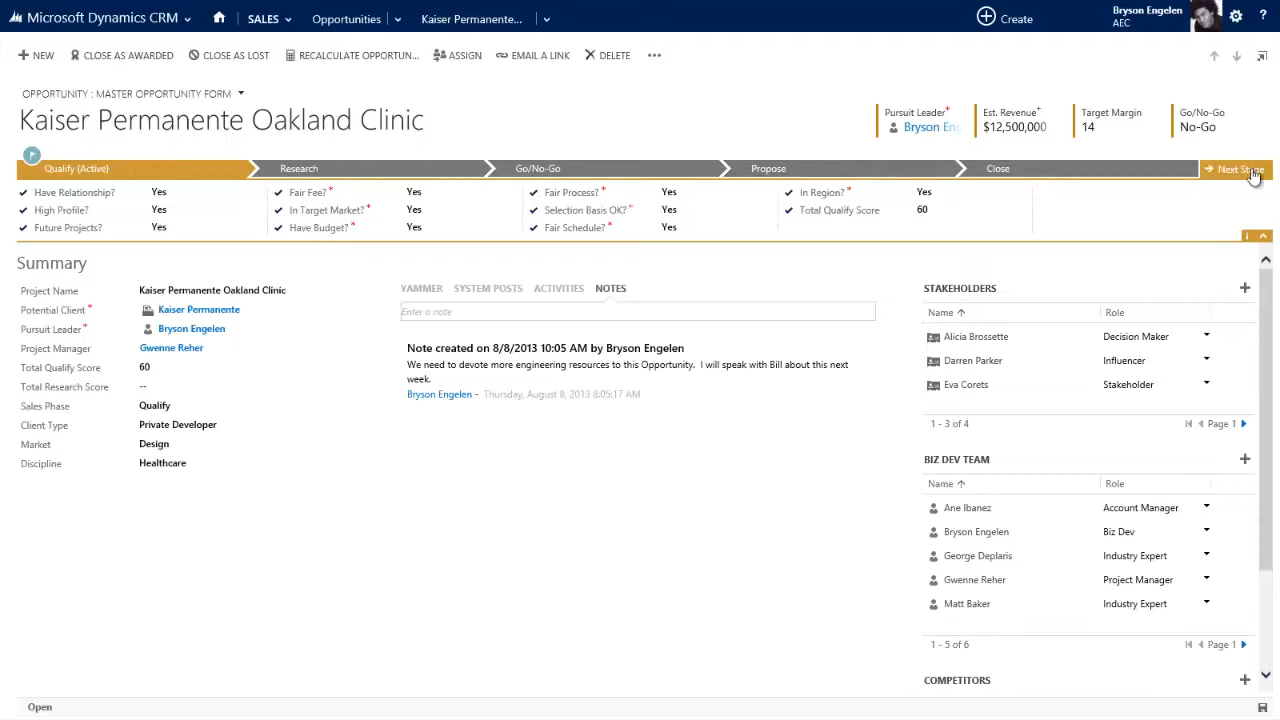 Microsoft Dynamics CRM SALES Opportunities Kaiser Permanente... Create Bryson Engelen AEC ?
NEW CLOSE AS AWARDED CLOSE AS LOST RECALCULATE OPPORTUN... ASSIGN EMAIL A LINK DELETE ...
OPPORTUNITY : MASTER OPPORTUNITY FORM
Kaiser Permanente Oakland Clinic
Pursuit Leader* Est. Revenue+ Target Margin Go/No-Go
Bryson Eng $12,500,000 14 No-Go
Qualify (Active) Research Go/No-Go Propose Close Next Stage
Have Relationship? Yes Fair Fee?* Yes Fair Process?* Yes In Region?* Yes
High Profile? Yes In Target Market?* Yes Selection Basis OK?* Yes Total Qualify Score 60
Future Projects? Yes Have Budget?* Yes Fair Schedule?* Yes
Summary
Project Name Kaiser Permanente Oakland Clinic
Potential Client* Kaiser Permanente
Pursuit Leader* Bryson Engelen
Project Manager Gwenne Reher
Total Qualify Score 60
Total Research Score --
Sales Phase Qualify
Client Type Private Developer
Market Design
Discipline Healthcare
YAMMER SYSTEM POSTS ACTIVITIES NOTES
Enter a note
Note created on 8/8/2013 10:05 AM by Bryson Engelen
We need to devote more engineering resources to this Opportunity. I will speak with Bill about this next
week.
Bryson Engelen - Thursday, August 8, 2013 8:05:17 AM
STAKEHOLDERS
Name Role
Alicia Brossette Decision Maker
Darren Parker Influencer
Eva Corets Stakeholder
1 - 3 of 4 Page 1
BIZ DEV TEAM
Name Role
Ane Ibanez Account Manager
Bryson Engelen Biz Dev
George Deplaris Industry Expert
Gwenne Reher Project Manager
Matt Baker Industry Expert
1 - 5 of 6 Page 1
COMPETITORS
Open